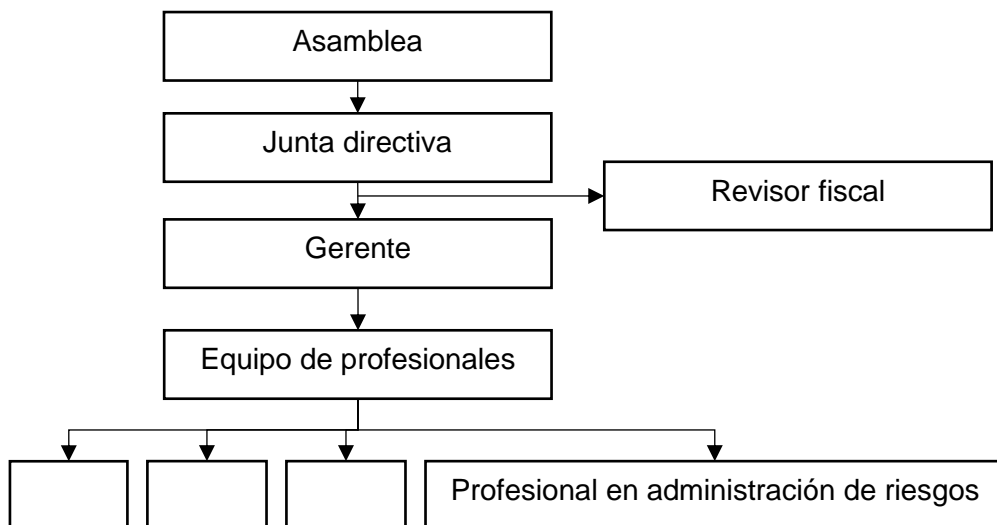 Asamblea
Junta directiva
Revisor fiscal
Gerente
Equipo de profesionales
Profesional en administración de riesgos